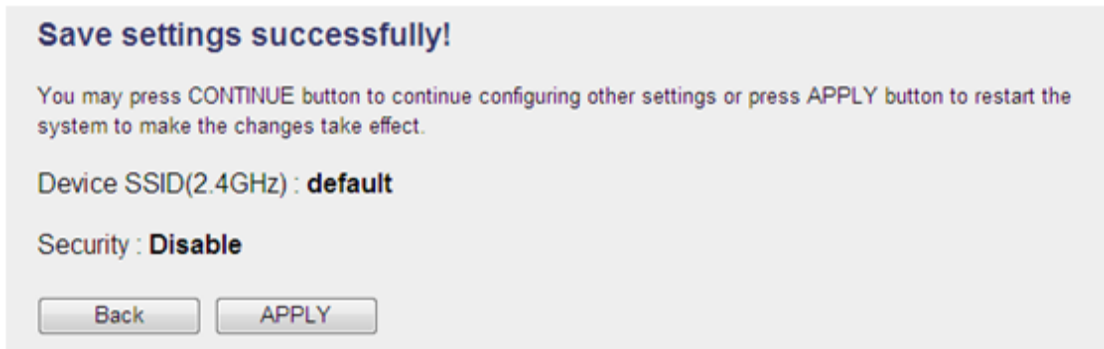 Save settings successfully!
You may press CONTINUE button to continue configuring other settings or press APPLY button to restart the
system to make the changes take effect.
Device SSID(2.4GHz) : default
Security : Disable
Back APPLY